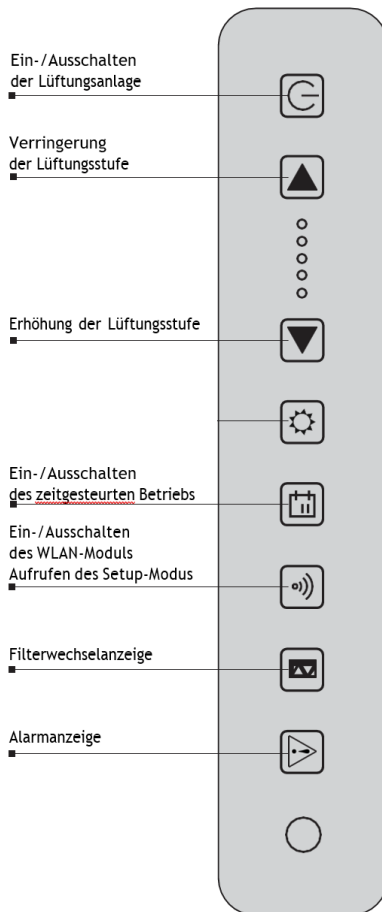 Ein-/Ausschalten
der Lüftungsanlage
Verringerung
der Lüftungsstufe
Erhöhung der Lüftungsstufe
Ein-/Ausschalten
des zeitgesteurten Betriebs
Ein-/Ausschalten
des WLAN-Moduls
Aufrufen des Setup-Modus
Filterwechselanzeige
Alarmanzeige